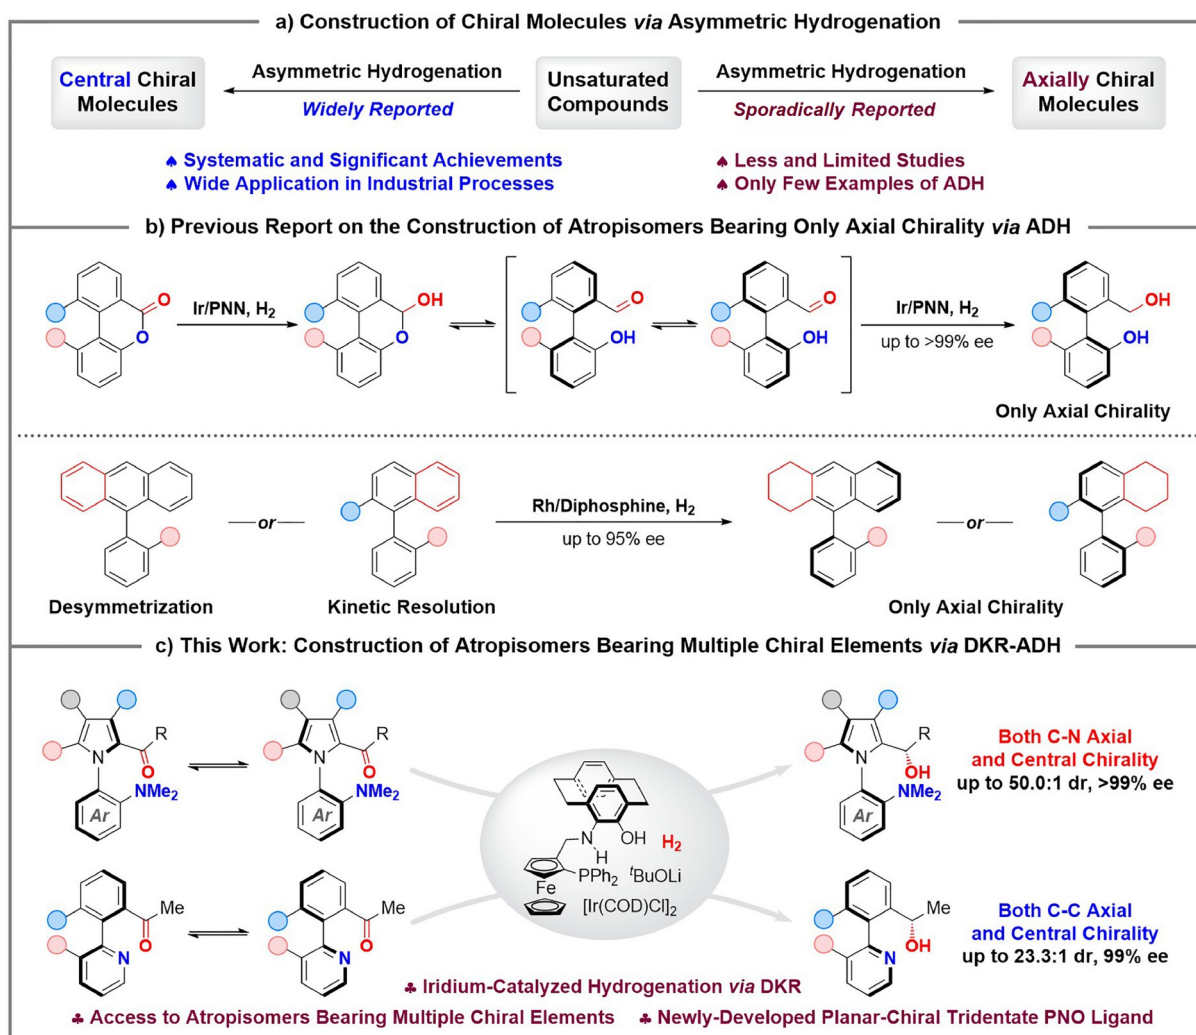 a) Construction of Chiral Molecules via Asymmetric Hydrogenation
Central Chiral
Molecules
Asymmetric Hydrogenation
Widely Reported
Unsaturated
Compounds
Asymmetric Hydrogenation
Sporadically Reported
Axially Chiral
Molecules
♠ Systematic and Significant Achievements
♠ Wide Application in Industrial Processes
♠ Less and Limited Studies
♠ Only Few Examples of ADH
b) Previous Report on the Construction of Atropisomers Bearing Only Axial Chirality via ADH
O
O
Ir/PNN, H2
OH
O
O
OH
O
OH
Ir/PNN, H2
up to >99% ee
OH
OH
Only Axial Chirality
Desymmetrization
or
Kinetic Resolution
Rh/Diphosphine, H2
up to 95% ee
or
Only Axial Chirality
c) This Work: Construction of Atropisomers Bearing Multiple Chiral Elements via DKR-ADH
R
N
O
NMe2
Ar
R
N
O
NMe2
Ar
N
H
OH
H2
PPh2
Fe
tBuOLi
[Ir(COD)Cl]2
R
N
OH
NMe2
Ar
Both C-N Axial
and Central Chirality
up to 50.0:1 dr, >99% ee
Me
O
N
Me
O
N
Me
OH
N
Both C-C Axial
and Central Chirality
up to 23.3:1 dr, 99% ee
♣ Iridium-Catalyzed Hydrogenation via DKR
♣ Access to Atropisomers Bearing Multiple Chiral Elements
♣ Newly-Developed Planar-Chiral Tridentate PNO Ligand